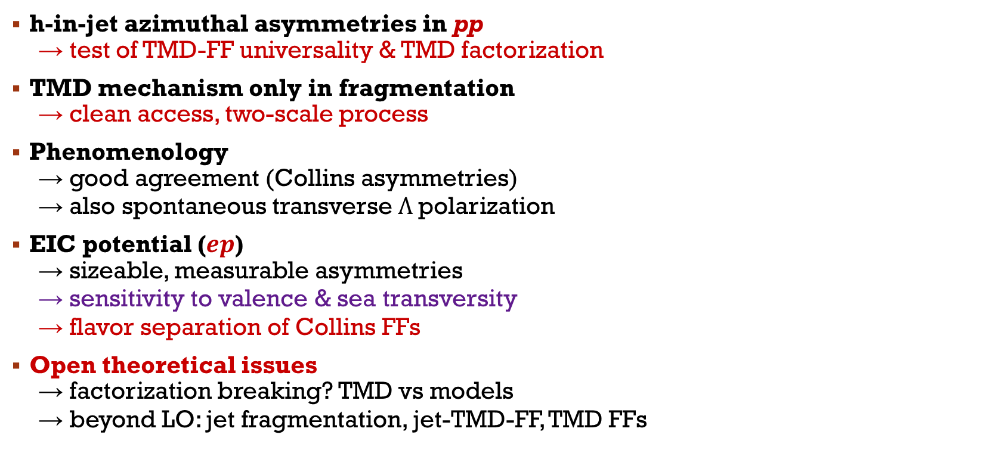 ▪ h-in-jet azimuthal asymmetries in pp
→ test of TMD-FF universality & TMD factorization
▪ TMD mechanism only in fragmentation
→ clean access, two-scale process
▪ Phenomenology
→ good agreement (Collins asymmetries)
→ also spontaneous transverse Λ polarization
▪ EIC potential (ep)
→ sizeable, measurable asymmetries
→ sensitivity to valence & sea transversity
→ flavor separation of Collins FFs
▪ Open theoretical issues
→ factorization breaking? TMD vs models
→ beyond LO: jet fragmentation, jet-TMD-FF, TMD FFs